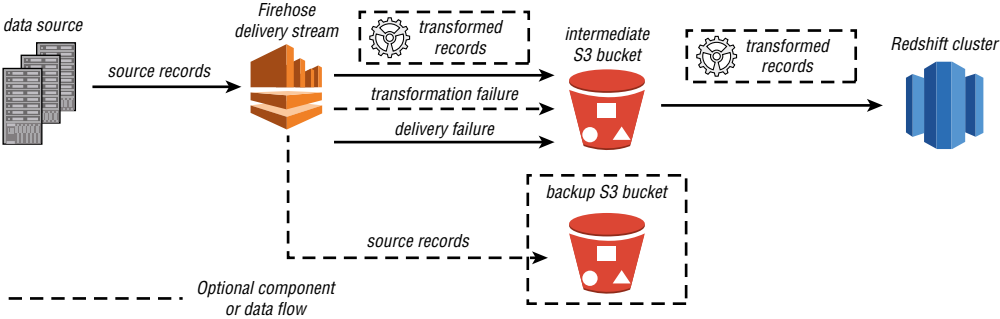 data source
source records
Firehose
delivery stream
transformed
records
transformation failure
delivery failure
intermediate
S3 bucket
transformed
records
Redshift cluster
backup S3 bucket
source records
Optional component
or data flow